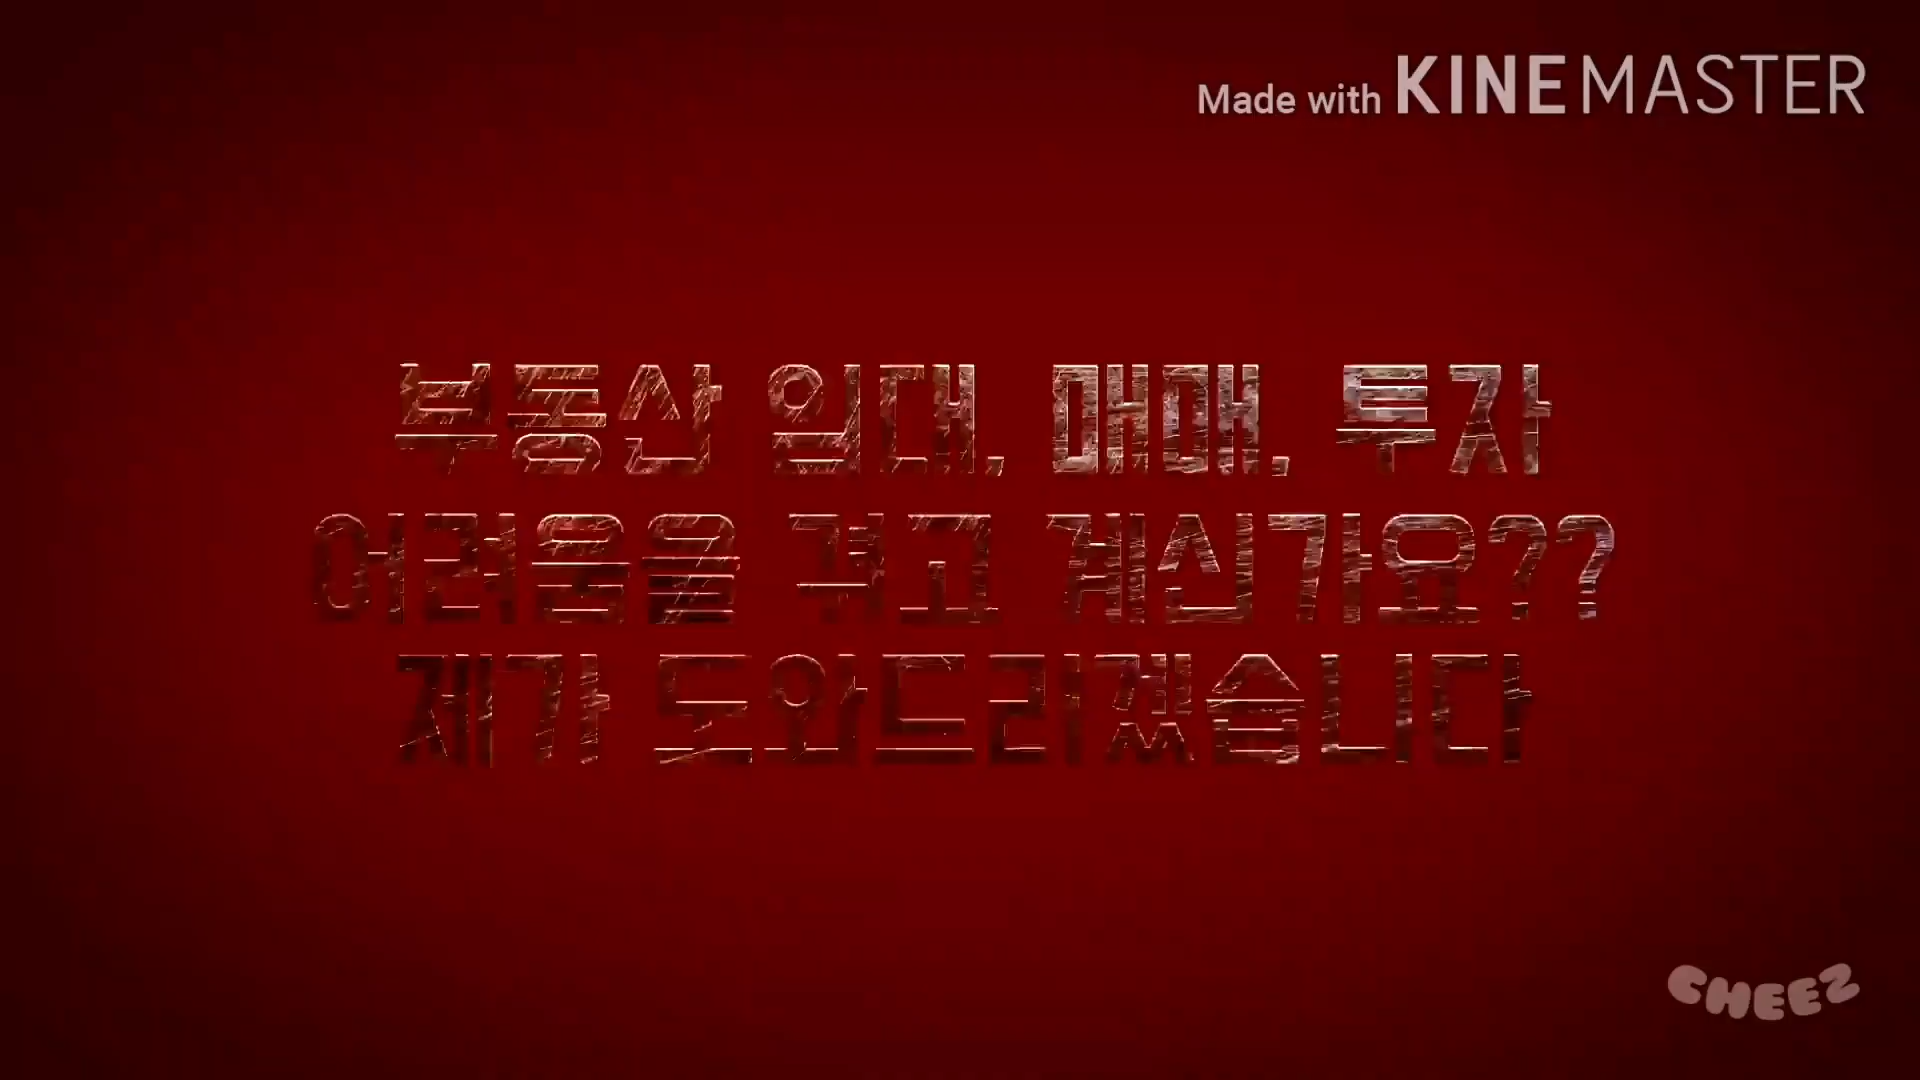 Made with KINEMASTER
부동산 임대, 매매, 투자
어려움을 격고 계신가요??
제가 도와드리겠습니다
CHEEZ